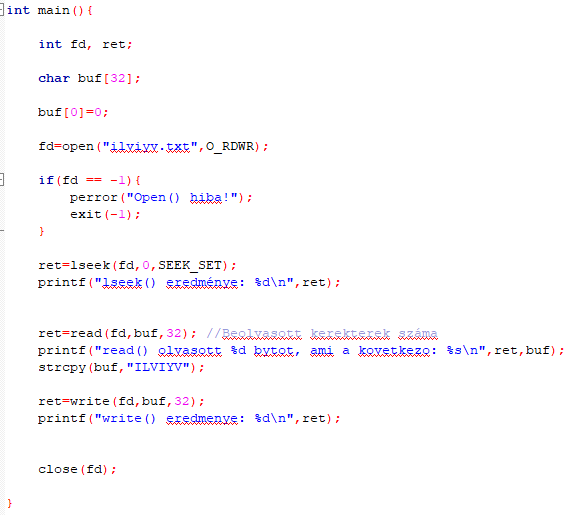 int main(){
int fd, ret;
char buf[32];
buf[0]=0;
fd=open("ilviyv.txt",O_RDWR);
if(fd == -1){
perror("Open() hiba!");
exit(-1);
}
ret=lseek(fd,0,SEEK_SET);
printf("lseek() eredménye: %d\n",ret);
ret=read(fd,buf,32); //Beolvasott kerekterek száma
printf("read() olvasott %d bytot, ami a kovetkezo: %s\n",ret,buf);
strcpy(buf,"ILVIYV");
ret=write(fd,buf,32);
printf("write() eredmenye: %d\n",ret);
close(fd);
}